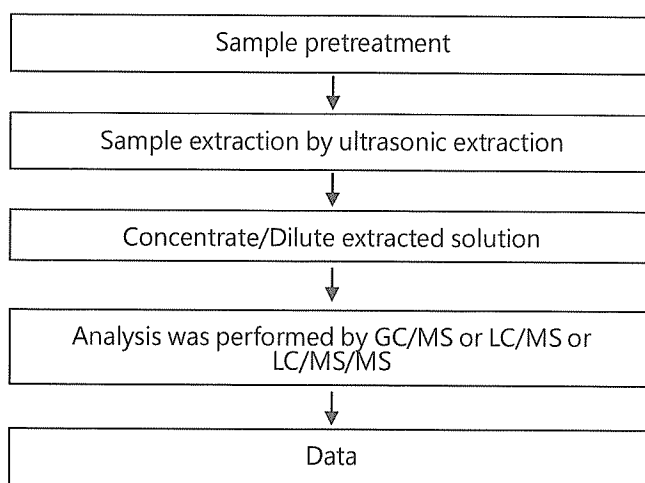 Sample pretreatment
Sample extraction by ultrasonic extraction
Concentrate/Dilute extracted solution
Analysis was performed by GC/MS or LC/MS or
LC/MS/MS
Data